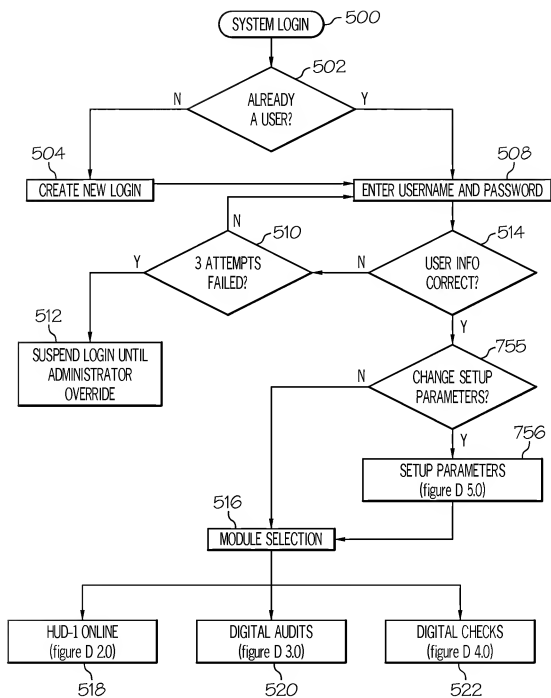 SYSTEM LOGIN
500
502
ALREADY
A USER?
N
Y
504
508
CREATE NEW LOGIN
ENTER USERNAME AND PASSWORD
N
510
514
Y
3 ATTEMPTS
FAILED?
N
USER INFO
CORRECT?
512
Y
755
SUSPEND LOGIN UNTIL
ADMINISTRATOR
OVERRIDE
N
CHANGE SETUP
PARAMETERS?
Y
756
SETUP PARAMETERS
(figure D 5.0)
516
MODULE SELECTION
HUD-1 ONLINE
(figure D 2.0)
DIGITAL AUDITS
(figure D 3.0)
DIGITAL CHECKS
(figure D 4.0)
518
520
522